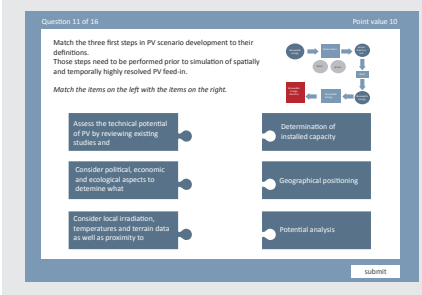 Question 11 of 16
Point value 10
Match the three first steps in PV scenario development to their
definitions.
Those steps need to be performed prior to simulation of spatially
and temporally highly resolved PV feed-in.
Match the items on the left with the items on the right.
Assess the technical potential
of PV by reviewing existing
studies and
Determination of
installed capacity
Consider political, economic
and ecological aspects to
detemine what
Geographical positioning
Consider local irradiation,
temperatures and terrain data
as well as proximity to
Potential analysis
submit